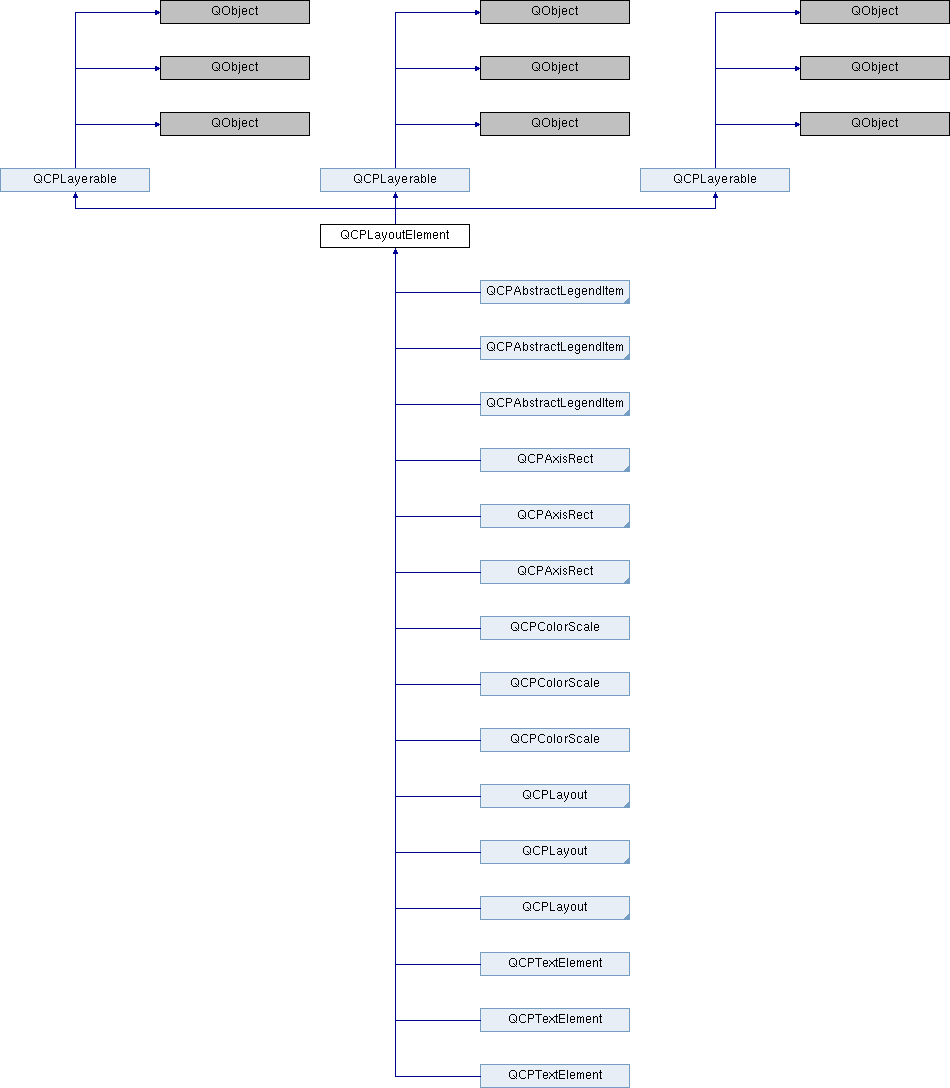 QObject
QObject
QObject
QObject
QObject
QObject
QObject
QObject
QObject
QCPLayerable
QCPLayerable
QCPLayerable
QCPLayoutElement
QCPAbstractLegendItem
QCPAbstractLegendItem
QCPAbstractLegendItem
QCPAxisRect
QCPAxisRect
QCPAxisRect
QCPColorScale
QCPColorScale
QCPColorScale
QCPLayout
QCPLayout
QCPLayout
QCPTextElement
QCPTextElement
QCPTextElement